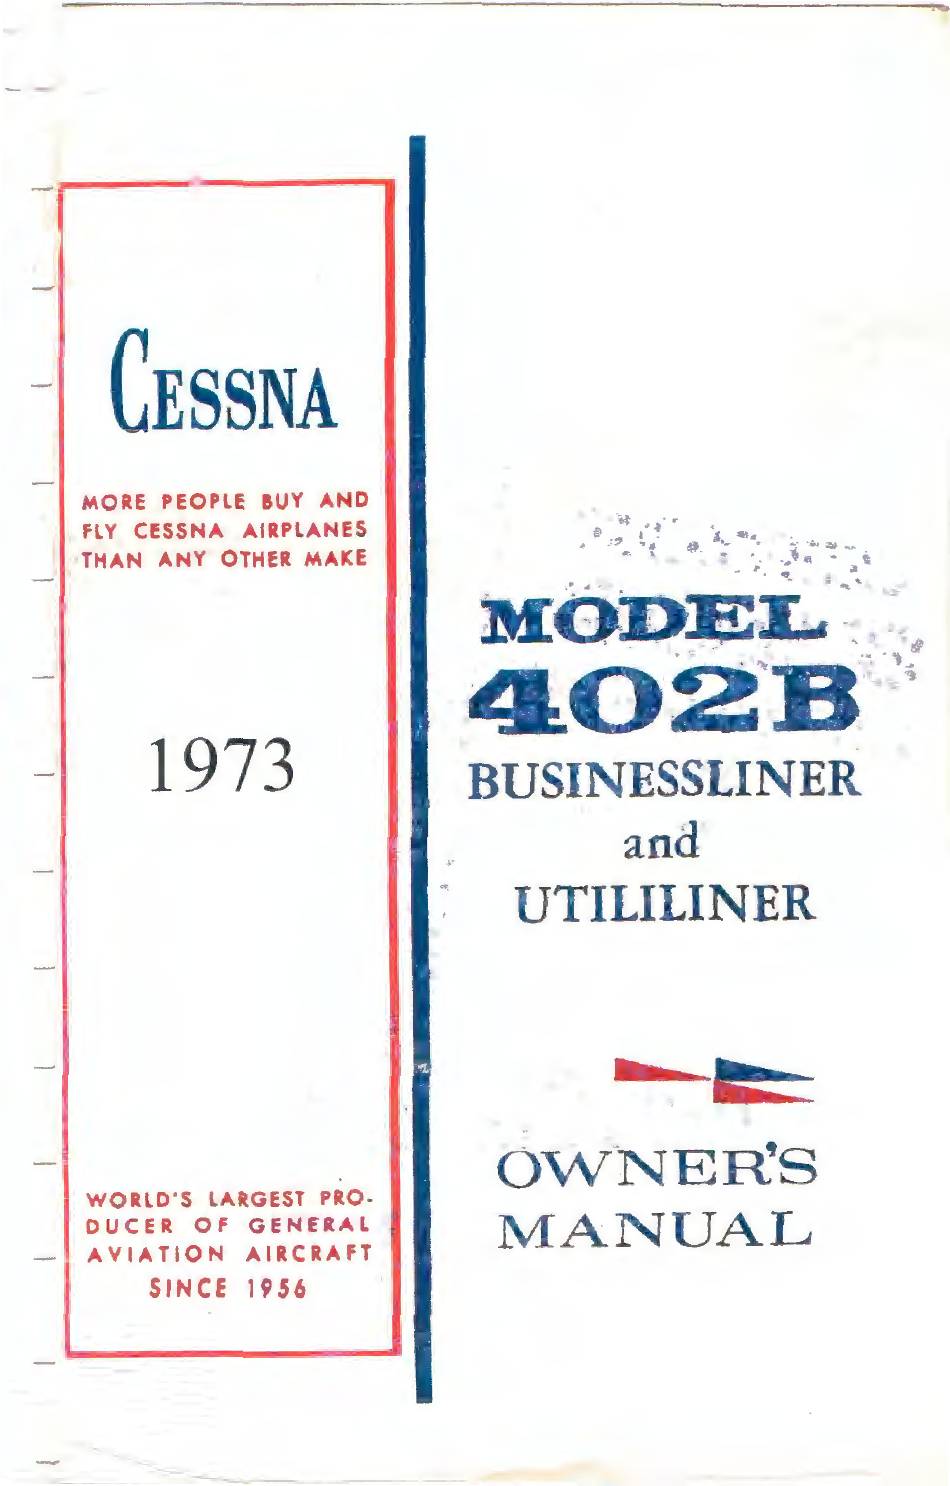 CESSNA
MORE PEOPLE BUY AND
FLY CESSNA AIRPLANES
THAN ANY OTHER MAKE
1973
WORLD'S LARGEST PRO-
DUCER OF GENERAL
AVIATION AIRCRAFT
SINCE 1956
MODEL
402B
BUSINESSLINER
and
UTILILINER
OWNER'S
MANUAL